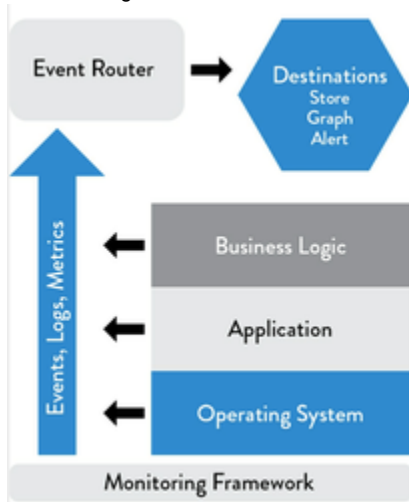 Event Router
Destinations
Store
Graph
Alert
Events, Logs, Metrics
Business Logic
Application
Operating System
Monitoring Framework